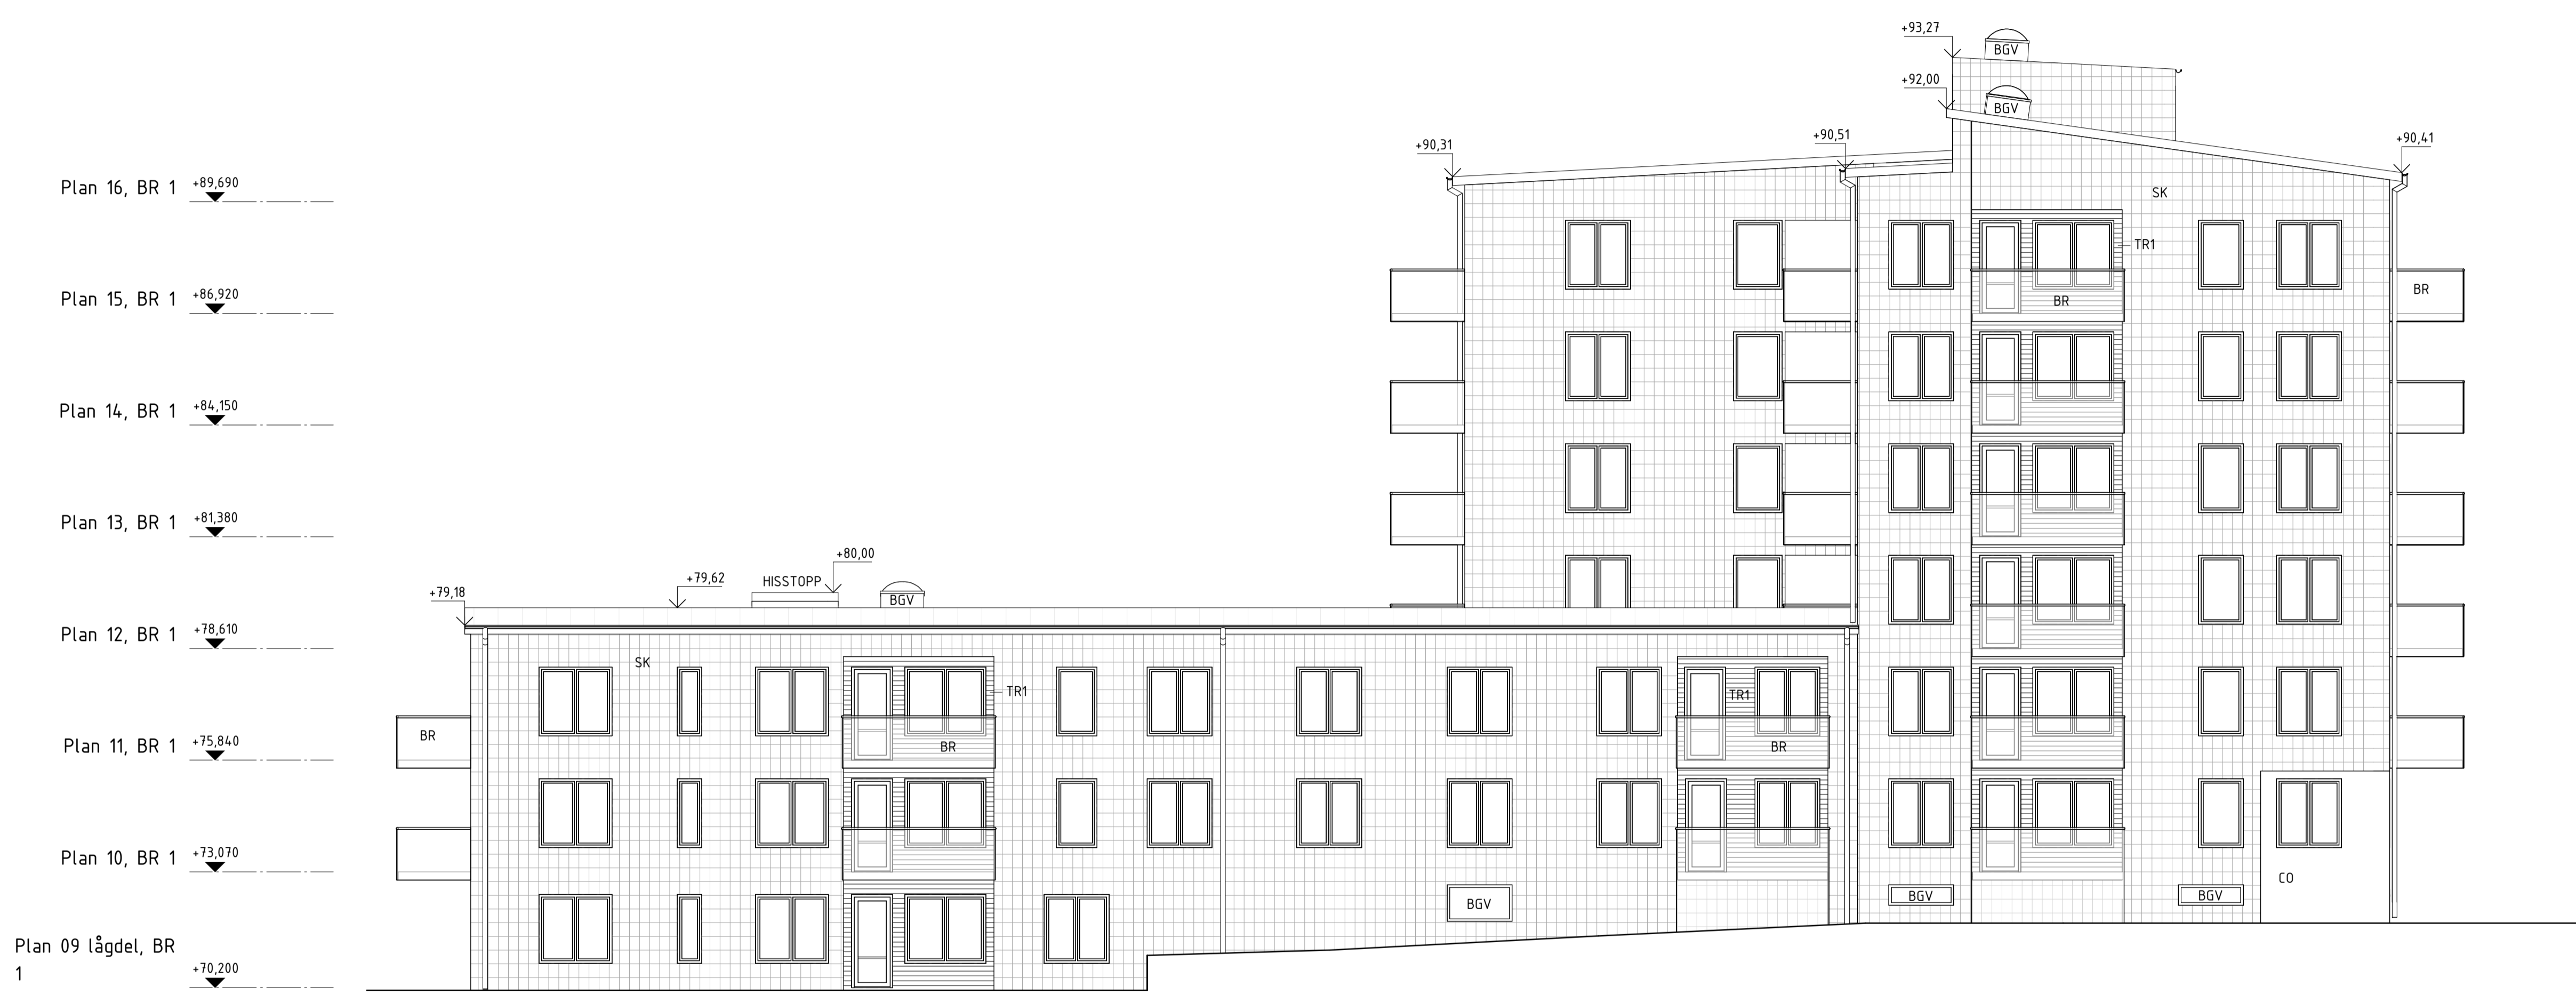 +93,27
BGV
+92,00
BGV
+90,51
+90,41
+90,31
Plan 16, BR 1
+89,690
SK
TR1
Plan 15, BR 1
+86,920
BR
BR
Plan 14, BR 1
+84,150
Plan 13, BR 1
+81,380
+80,00
+79,62
HISSTOPP
+79,18
BGV
Plan 12, BR 1
+78,610
SK
TR1
TR1
Plan 11, BR 1
+75,840
BR
BR
BR
Plan 10, BR 1
+73,070
CO
BGV
BGV
BGV
Plan 09 lågdel, BR
1
+70,200